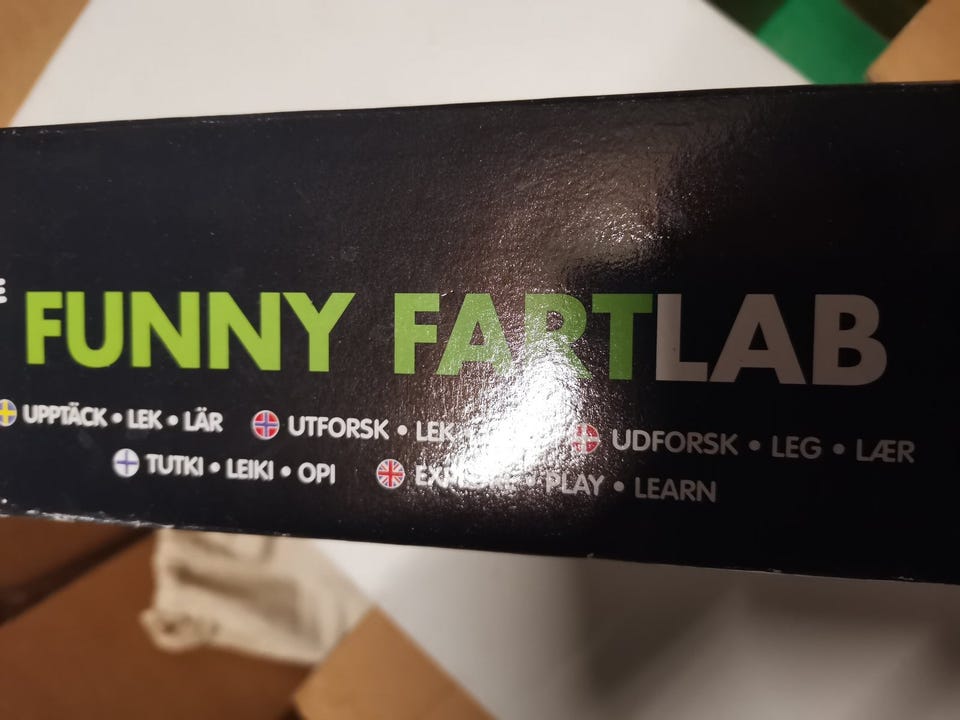 FUNNY FARTLAB
UPPTÄCK • LEK • LÄR UTFORSK • LEK UDFORSK • LEG • LÆR
TUTKI • LEIKI • OPI • PLAY • LEARN